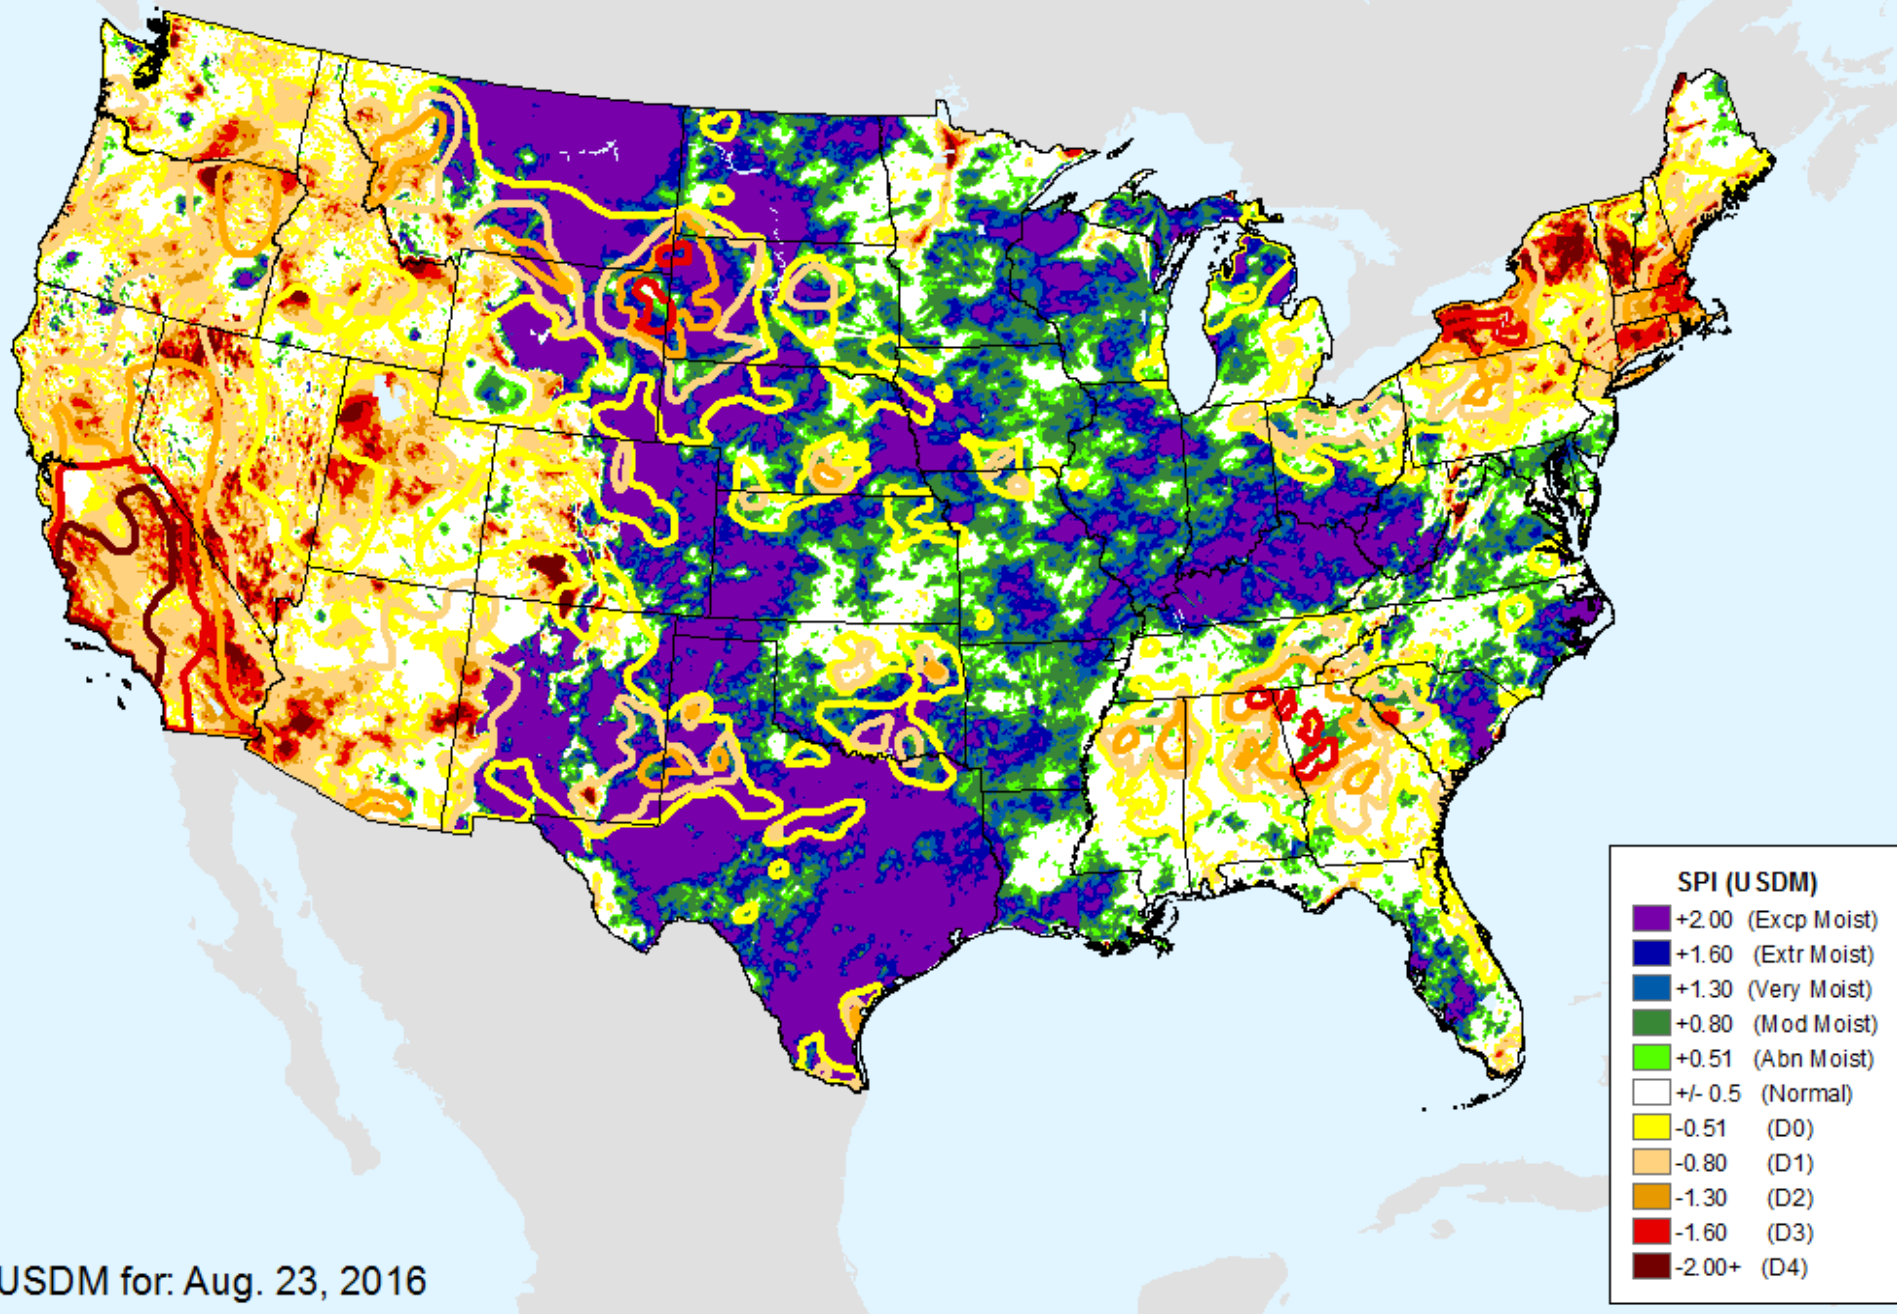 SPI (USDM)
+2.00 (Excp Moist)
+1.60 (Extr Moist)
+1.30 (Very Moist)
+0.80 (Mod Moist)
+0.51 (Abn Moist)
+/- 0.5 (Normal)
-0.51 (D0)
-0.80 (D1)
-1.30 (D2)
-1.60 (D3)
-2.00+ (D4)
USDM for: Aug. 23, 2016